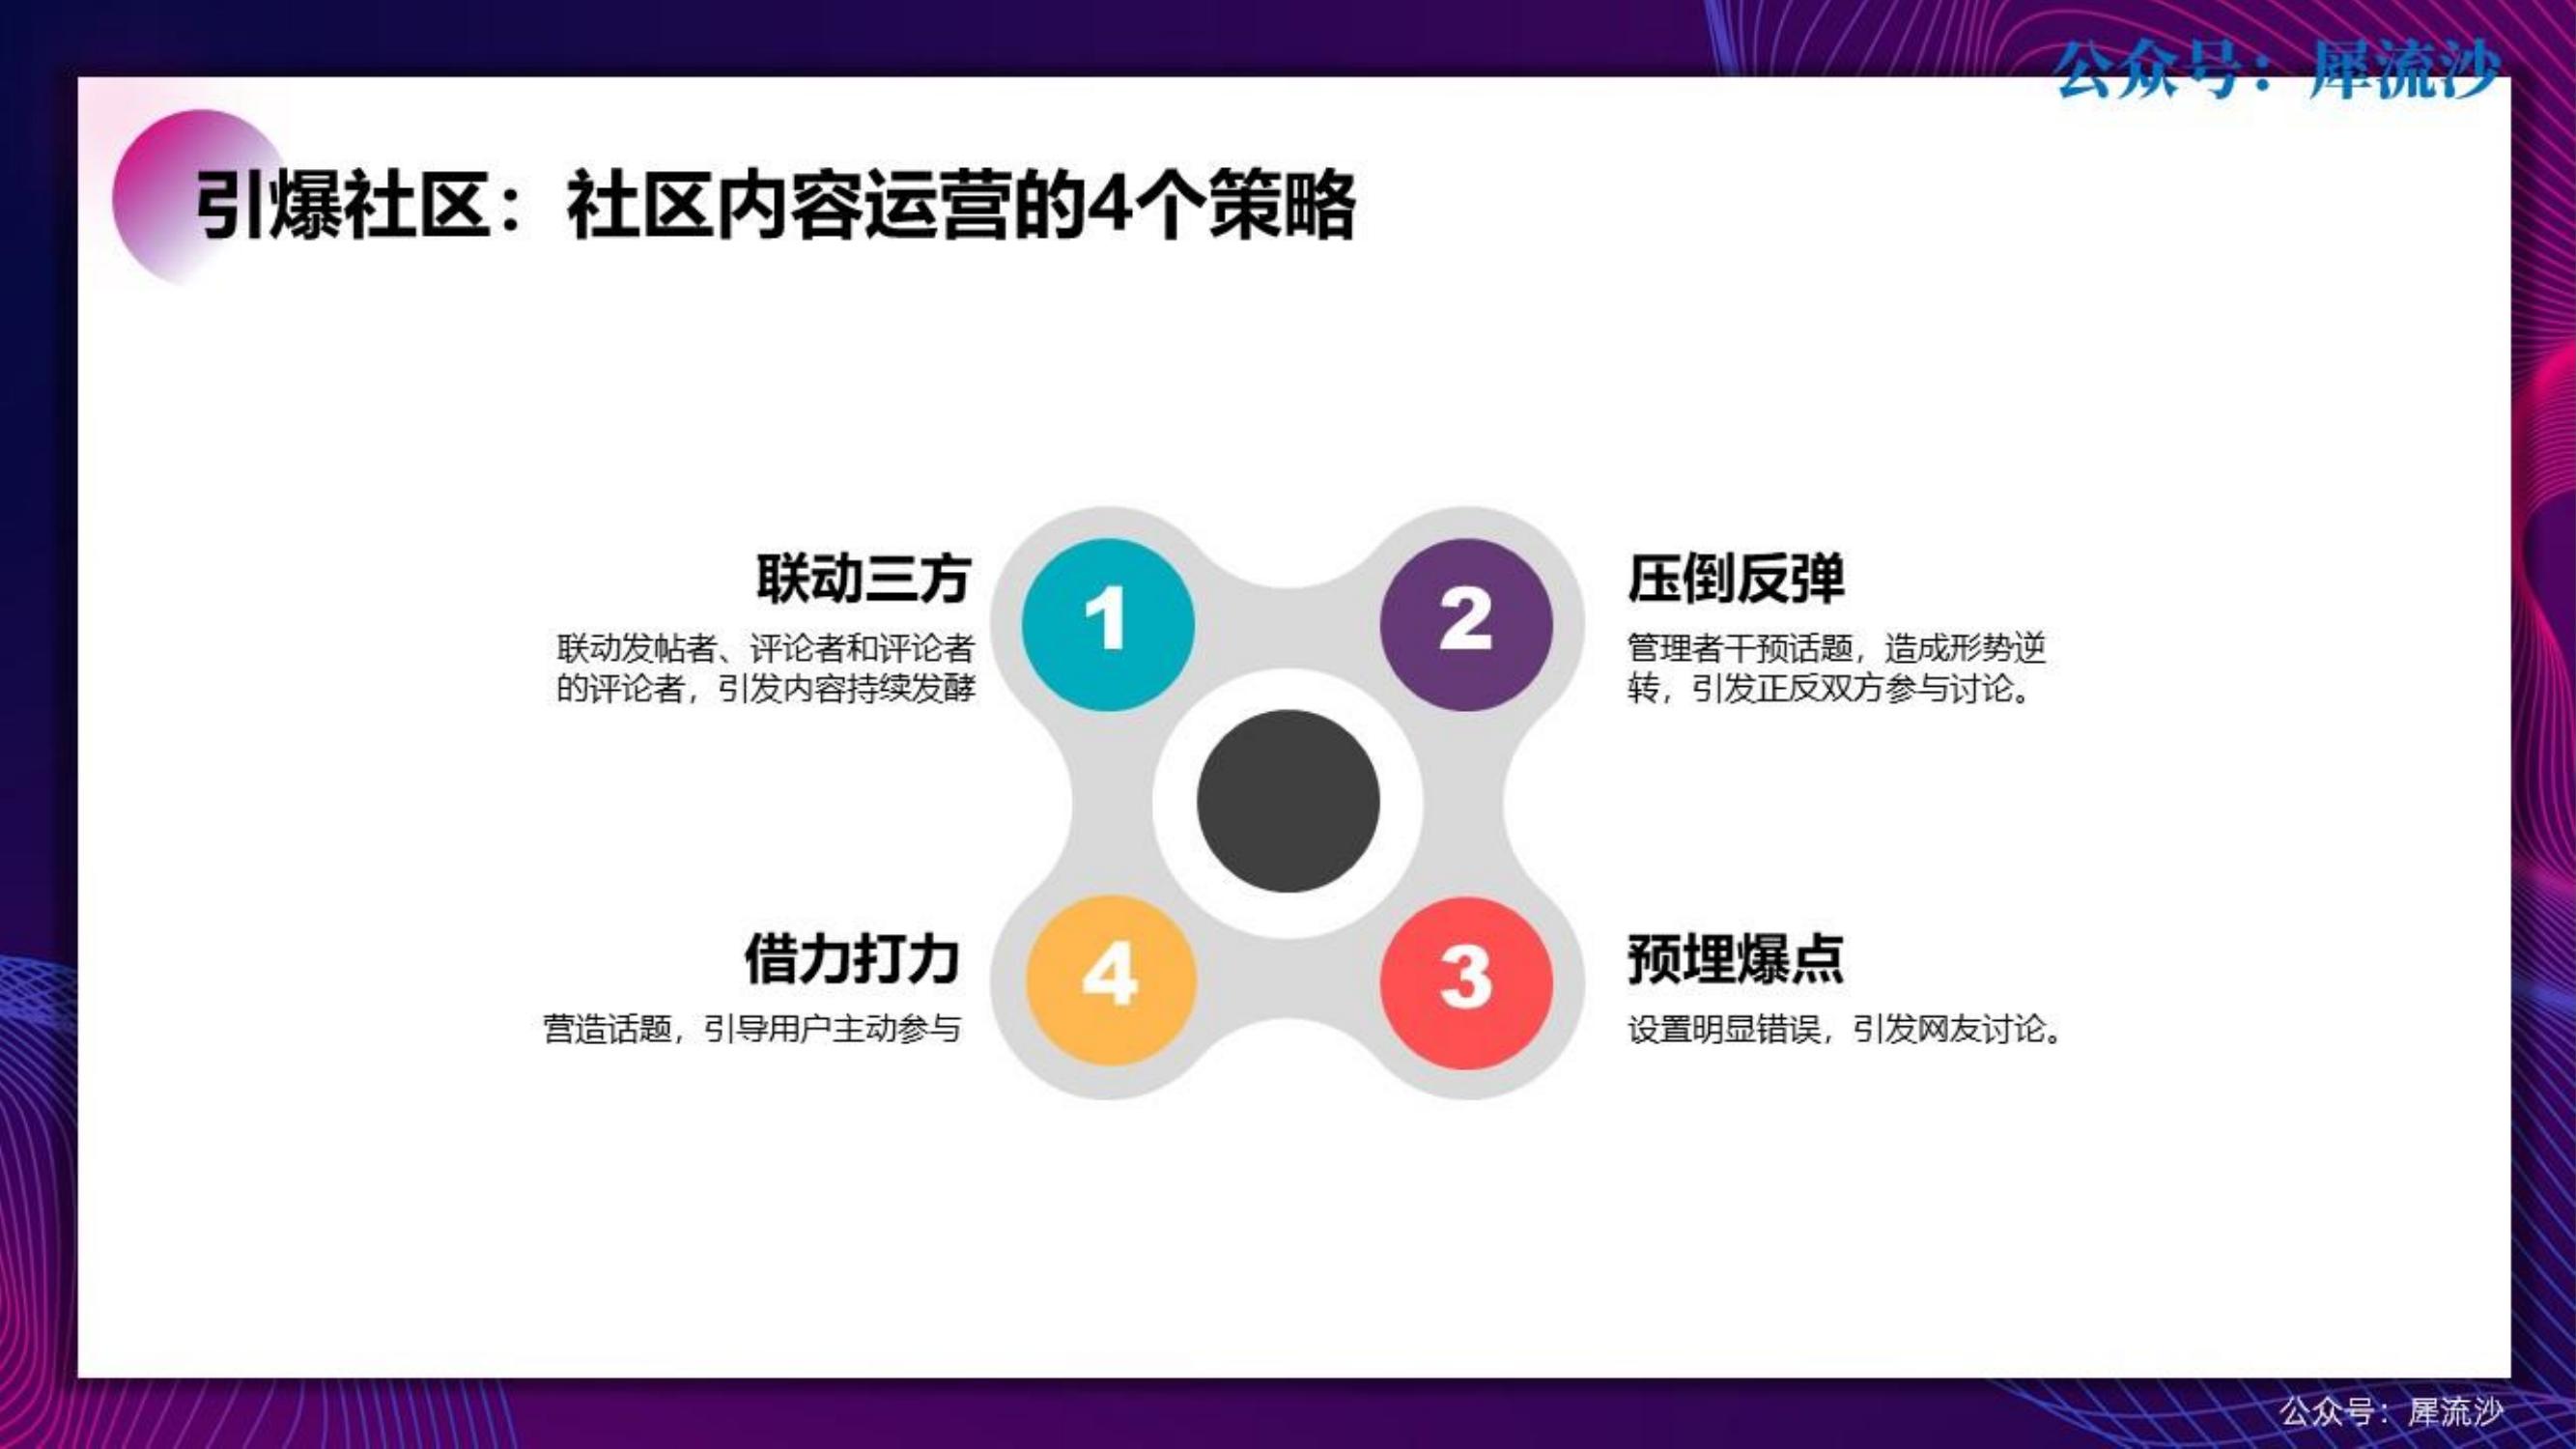 公众号：犀流沙
引爆社区：社区内容运营的4个策略
1
联动三方
联动发帖者、评论者和评论者
的评论者，引发内容持续发酵
2
压倒反弹
管理者干预话题，造成形势逆
转，引发正反双方参与讨论。
4
借力打力
营造话题，引导用户主动参与
3
预埋爆点
设置明显错误，引发网友讨论。
公众号：犀流沙